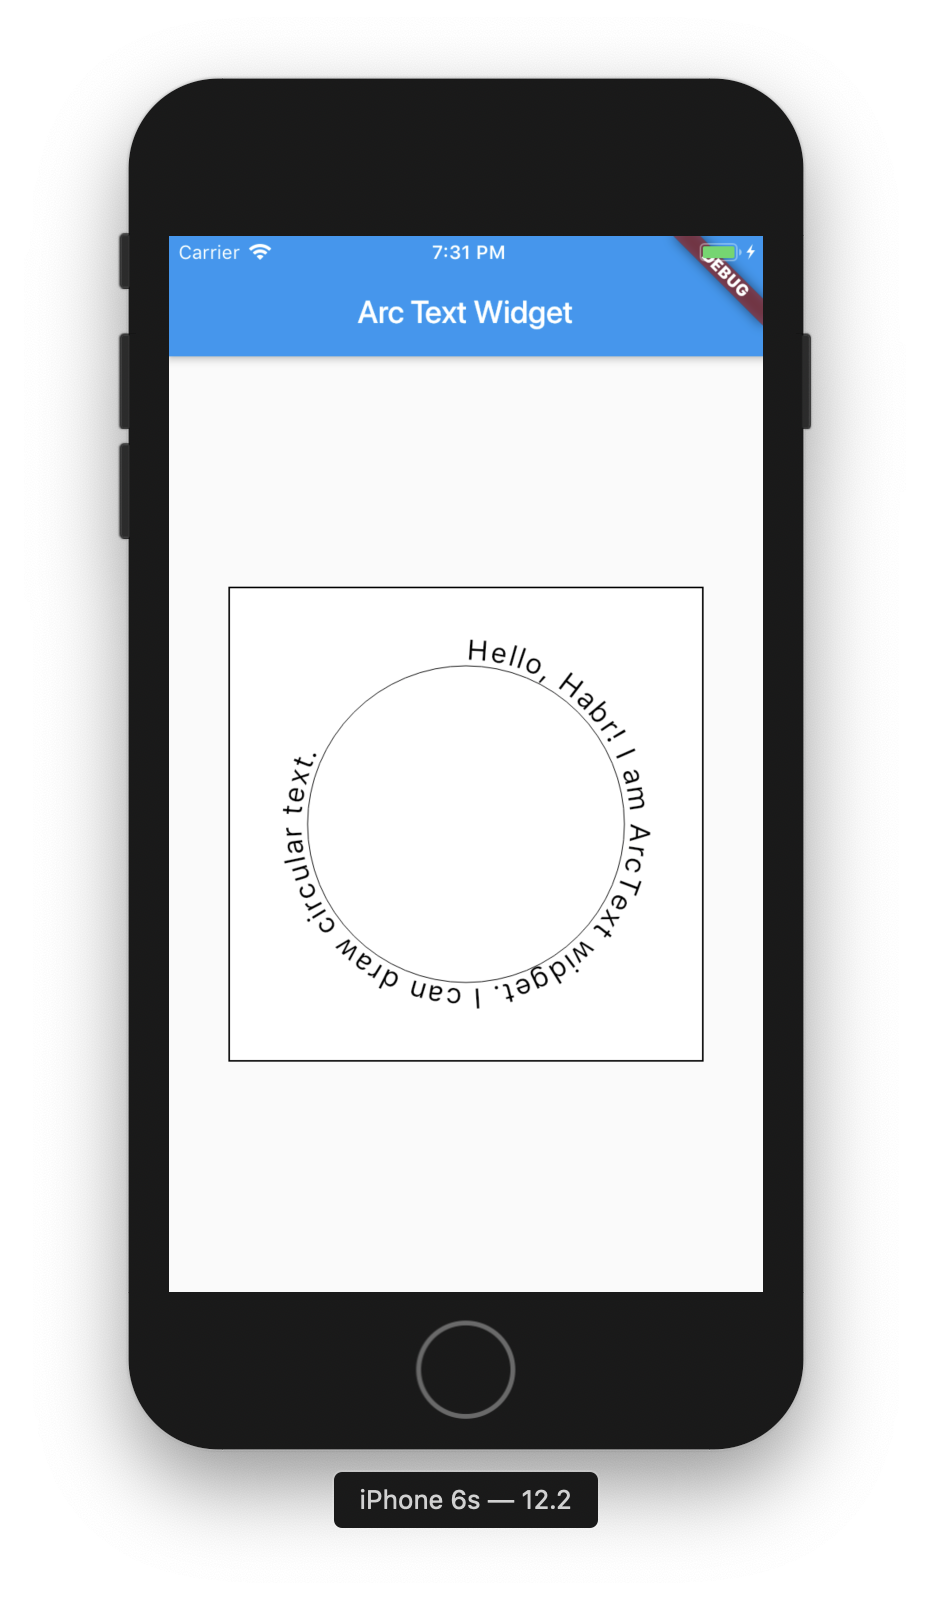 Carrier 7:31 PM
DEBUG
Arc Text Widget
Hello, Habr! I am ArcText widget. I can draw circular text.
iPhone 6s — 12.2